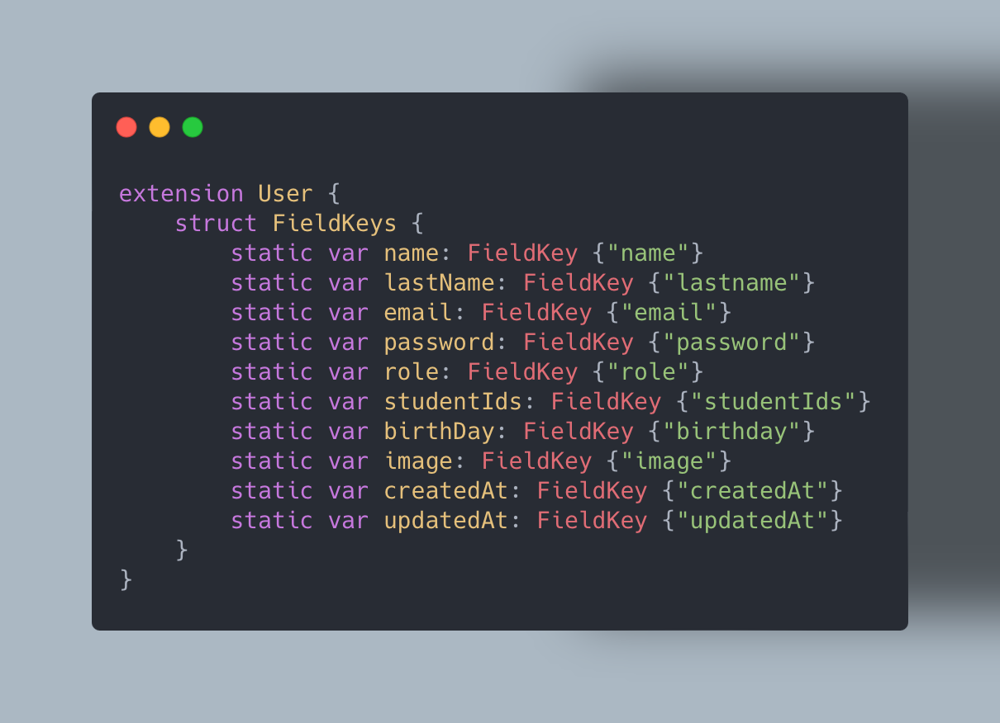 extension User {
    struct FieldKeys {
        static var name: FieldKey {"name"}
        static var lastName: FieldKey {"lastname"}
        static var email: FieldKey {"email"}
        static var password: FieldKey {"password"}
        static var role: FieldKey {"role"}
        static var studentIds: FieldKey {"studentIds"}
        static var birthDay: FieldKey {"birthday"}
        static var image: FieldKey {"image"}
        static var createdAt: FieldKey {"createdAt"}
        static var updatedAt: FieldKey {"updatedAt"}
    }
}